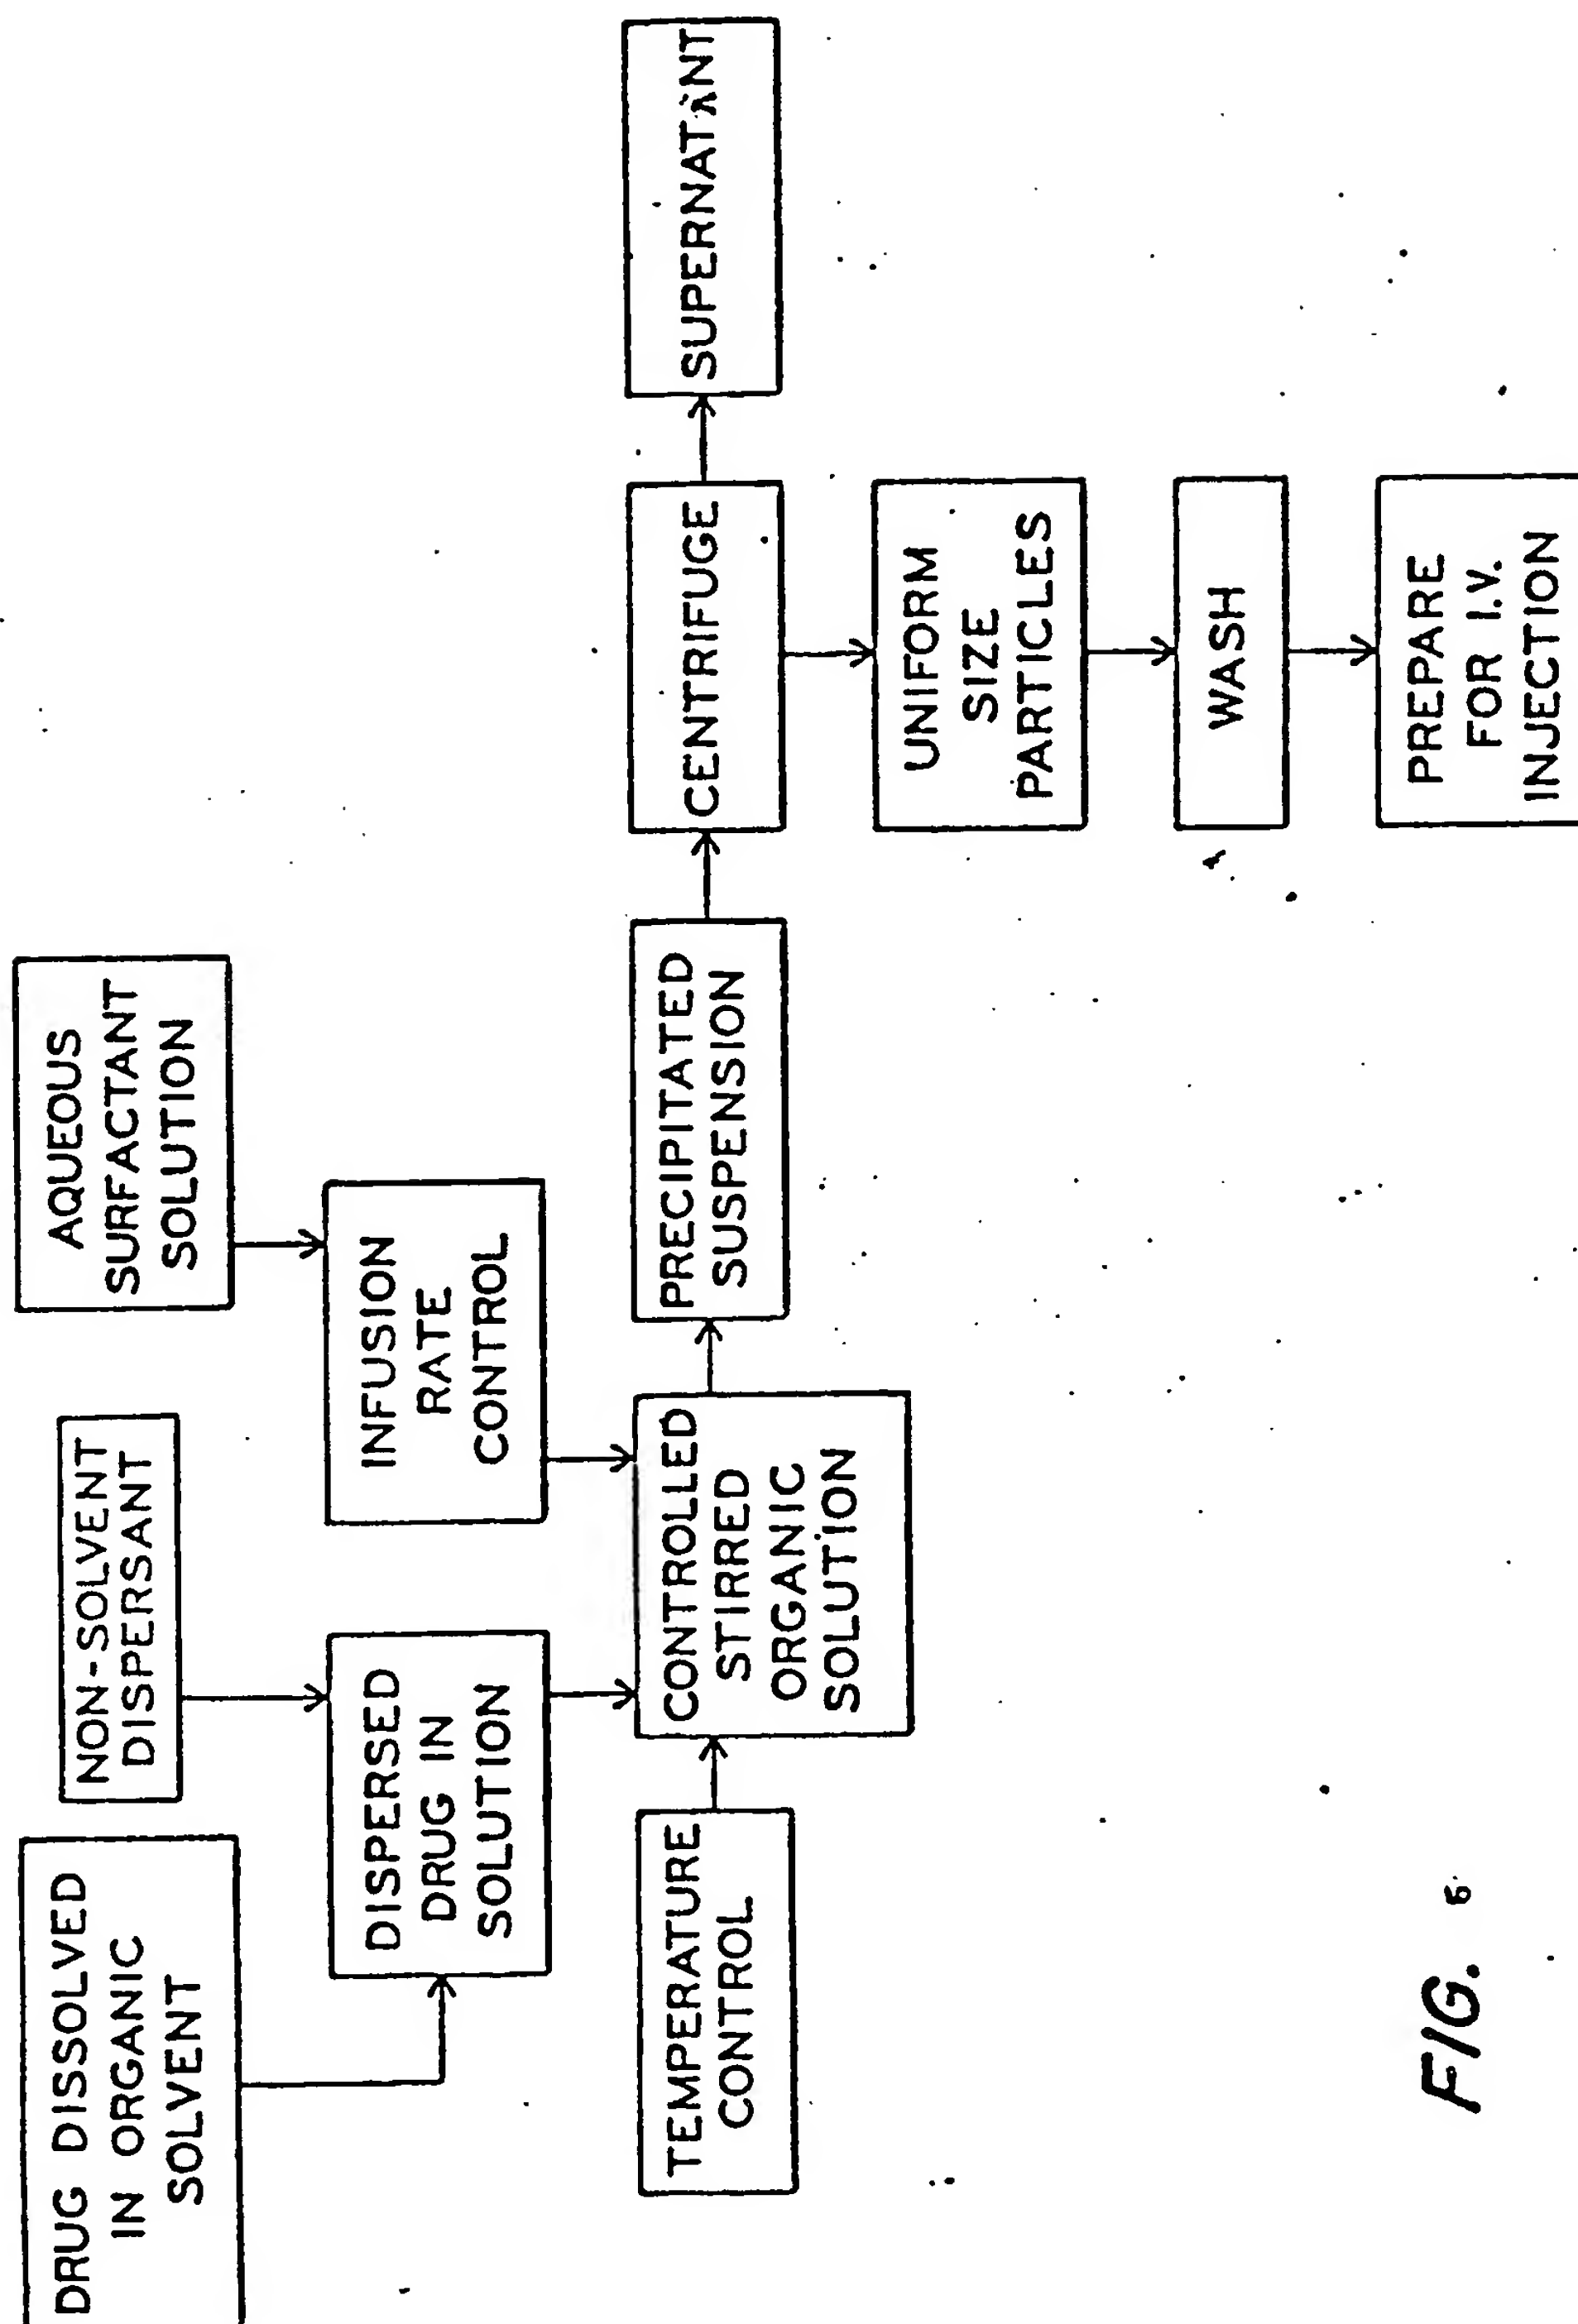 DRUG DISSOLVED
IN ORGANIC
SOLVENT
NON-SOLVENT
DISPERSANT
AQUEOUS
SURFACTANT
SOLUTION
DISPERSED
DRUG IN
SOLUTION
INFUSION
RATE
CONTROL
TEMPERATURE
CONTROL
CONTROLLED
STIRRED
ORGANIC
SOLUTION
PRECIPITATED
SUSPENSION
CENTRIFUGE
SUPERNATANT
UNIFORM
SIZE
PARTICLES
WASH
PREPARE
FOR I.V.
INJECTION
FIG.